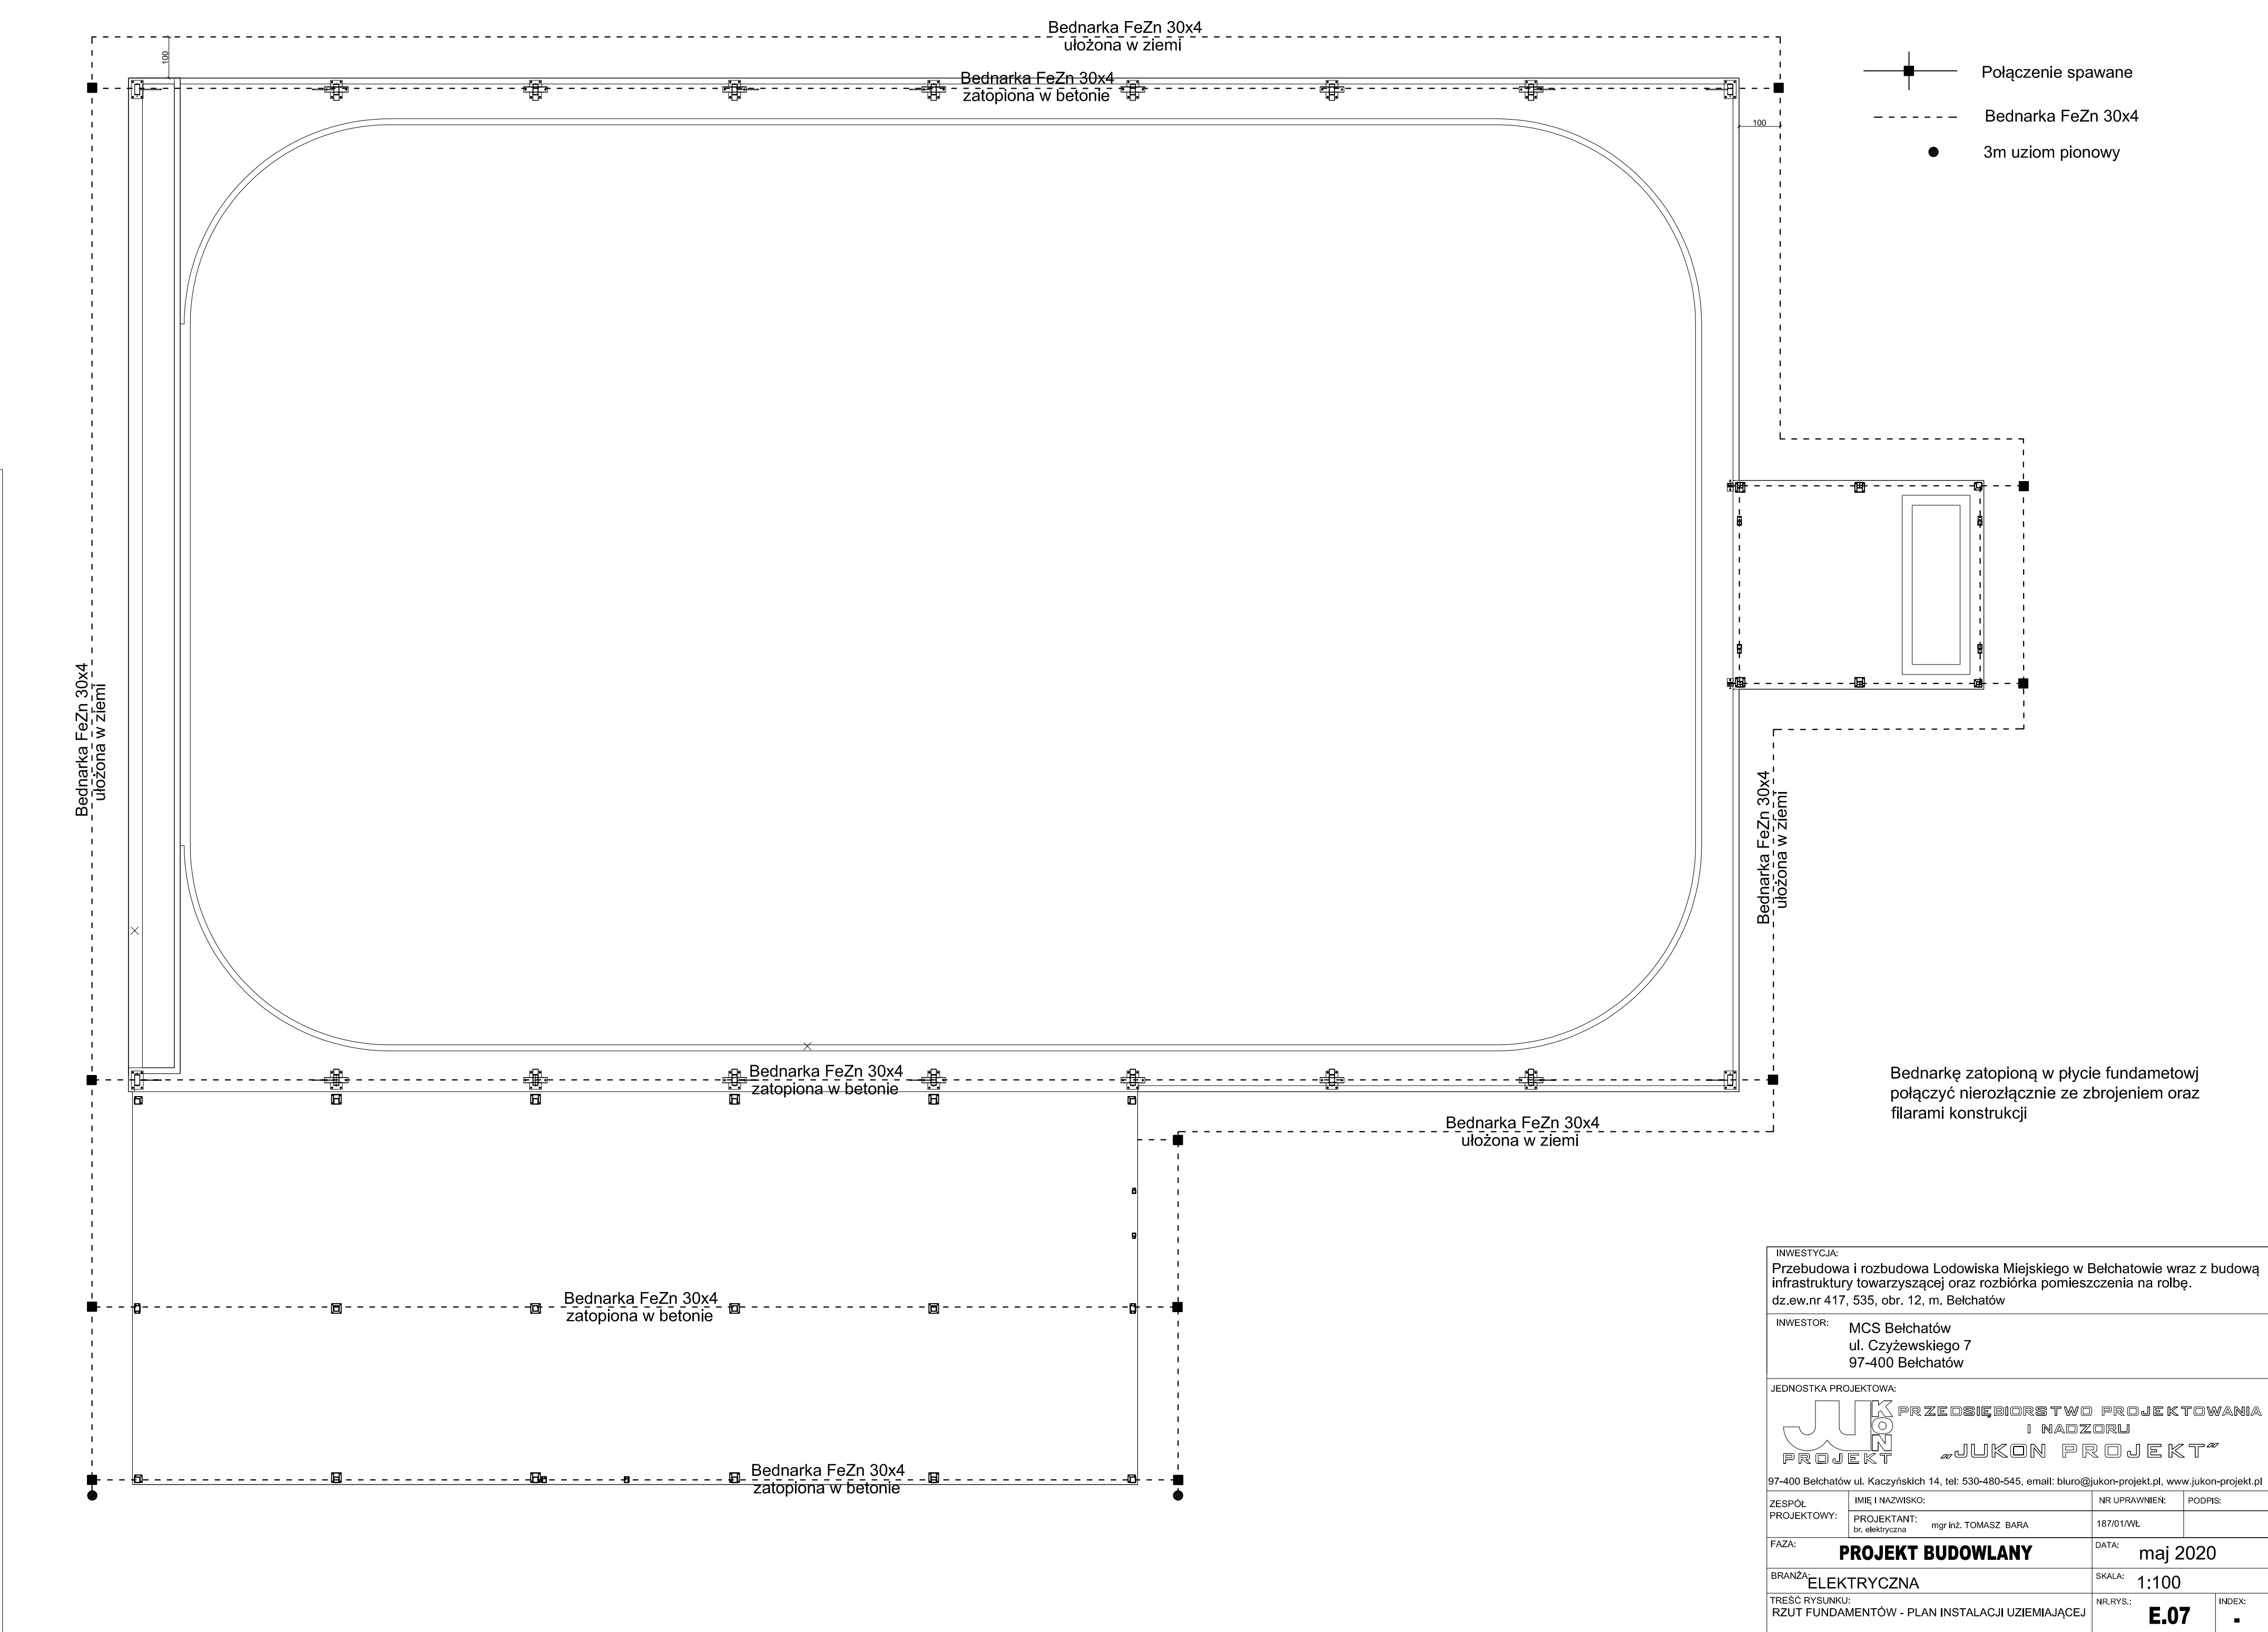 Bednarka FeZn 30x4
ułożona w ziemi
100
Bednarka FeZn 30x4
zatopiona w betonie
Połączenie spawane
Bednarka FeZn 30x4
3m uziom pionowy
100
Bednarka FeZn 30x4
ułożona w ziemi
Bednarka FeZn 30x4
ułożona w ziemi
Bednarka FeZn 30x4
zatopiona w betonie
Bednarkę zatopioną w płycie fundametowj
połączyć nierozłącznie ze zbrojeniem oraz
filarami konstrukcji
Bednarka FeZn 30x4
ułożona w ziemi
Bednarka FeZn 30x4
zatopiona w betonie
Bednarka FeZn 30x4
zatopiona w betonie
INWESTYCJA:
Przebudowa i rozbudowa Lodowiska Miejskiego w Bełchatowie wraz z budową
infrastruktury towarzyszącej oraz rozbiórka pomieszczenia na rolbę.
dz.ew.nr 417, 535, obr. 12, m. Bełchatów
INWESTOR:
MCS Bełchatów
ul. Czyżewskiego 7
97-400 Bełchatów
JEDNOSTKA PROJEKTOWA:
JUKON
PROJEKT
PRZEDSIĘBIORSTWO PROJEKTOWANIA
I NADZORU
„JUKON PROJEKT”
97-400 Bełchatów ul. Kaczyńskich 14, tel: 530-480-545, email: biuro@jukon-projekt.pl, www.jukon-projekt.pl
ZESPÓŁ
PROJEKTOWY:
IMIĘ I NAZWISKO:
NR UPRAWNIEŃ:
PODPIS:
PROJEKTANT:
br. elektryczna
mgr inż. TOMASZ BARA
187/01/WŁ
FAZA:
PROJEKT BUDOWLANY
DATA:
maj 2020
BRANŻA:
ELEKTRYCZNA
SKALA:
1:100
TREŚĆ RYSUNKU:
RZUT FUNDAMENTÓW - PLAN INSTALACJI UZIEMIAJĄCEJ
NR.RYS.:
E.07
INDEX:
-